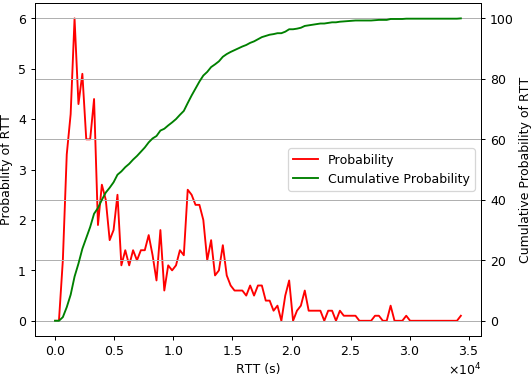 6
5
4
3
2
1
0
Probability of RTT
100
80
60
40
20
0
Cumulative Probability of RTT
Probability
Cumulative Probability
0.0 0.5 1.0 1.5 2.0 2.5 3.0 3.5
×10⁴
RTT (s)